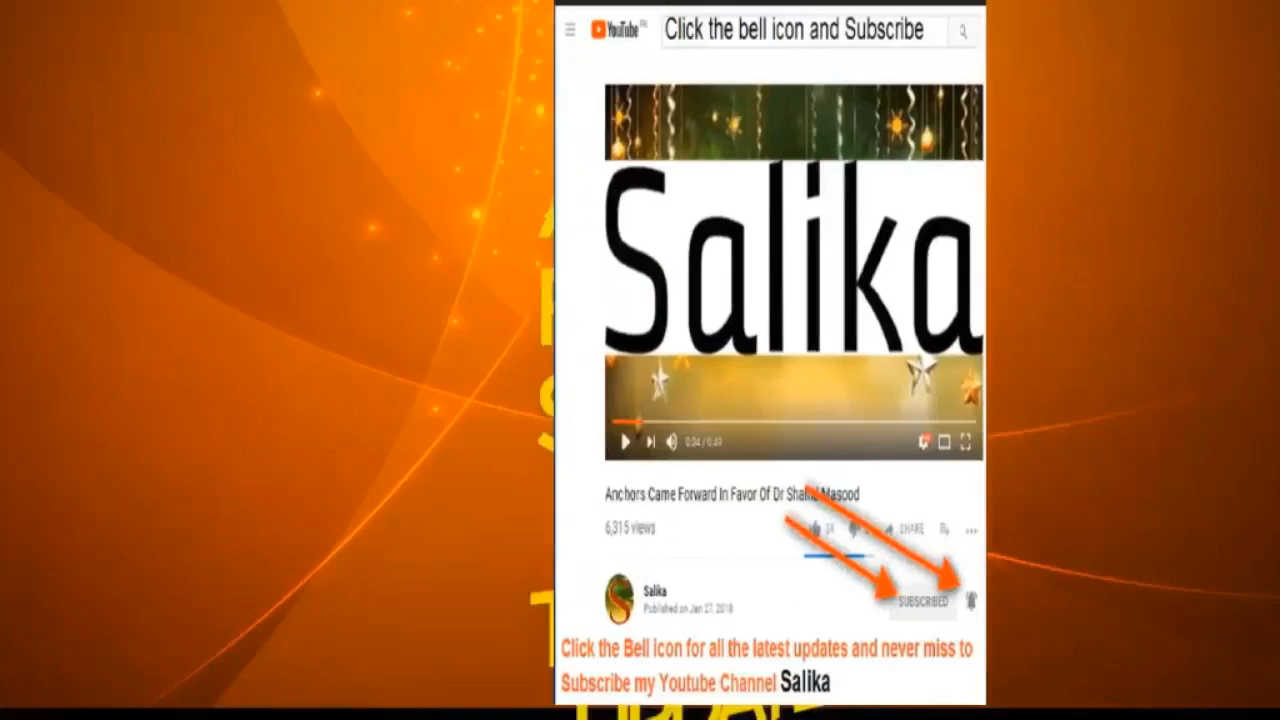 YouTube PK
Click the bell icon and Subscribe
Salika
0:04 / 0:49
Anchors Came Forward In Favor Of Dr Shahid Masood
6,315 views
24
SHARE
Salika
Published on Jan 27, 2018
SUBSCRIBED
Click the Bell icon for all the latest updates and never miss to
Subscribe my Youtube Channel Salika